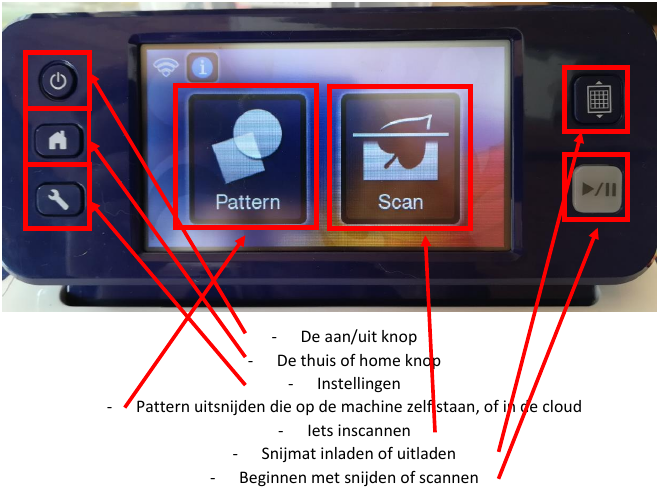 Pattern
Scan
- De aan/uit knop
- De thuis of home knop
- Instellingen
- Pattern uitsnijden die op de machine zelf staan, of in de cloud
- Iets inscannen
- Snijmat inladen of uitladen
- Beginnen met snijden of scannen